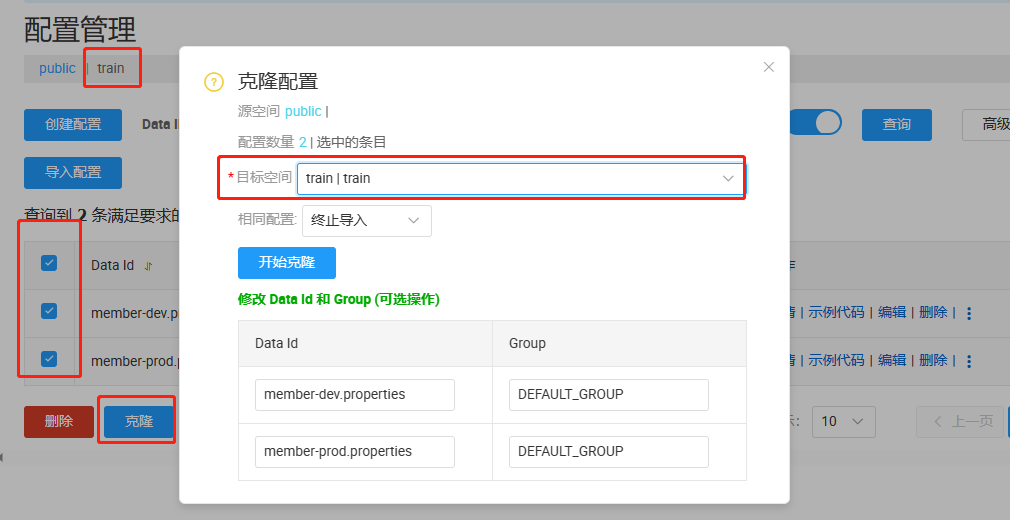 配置管理
public | train
创建配置 Data I 查询 高级
导入配置
查询到 2 条满足要求的
Data Id
member-dev.p 示例代码 | 编辑 | 删除 |
member-prod. 示例代码 | 编辑 | 删除 |
删除 克隆 10 上一页
克隆配置
源空间 public |
配置数量 2 | 选中的条目
* 目标空间 train | train
相同配置: 终止导入
开始克隆
修改 Data Id 和 Group (可选操作)
Data Id Group
member-dev.properties DEFAULT_GROUP
member-prod.properties DEFAULT_GROUP